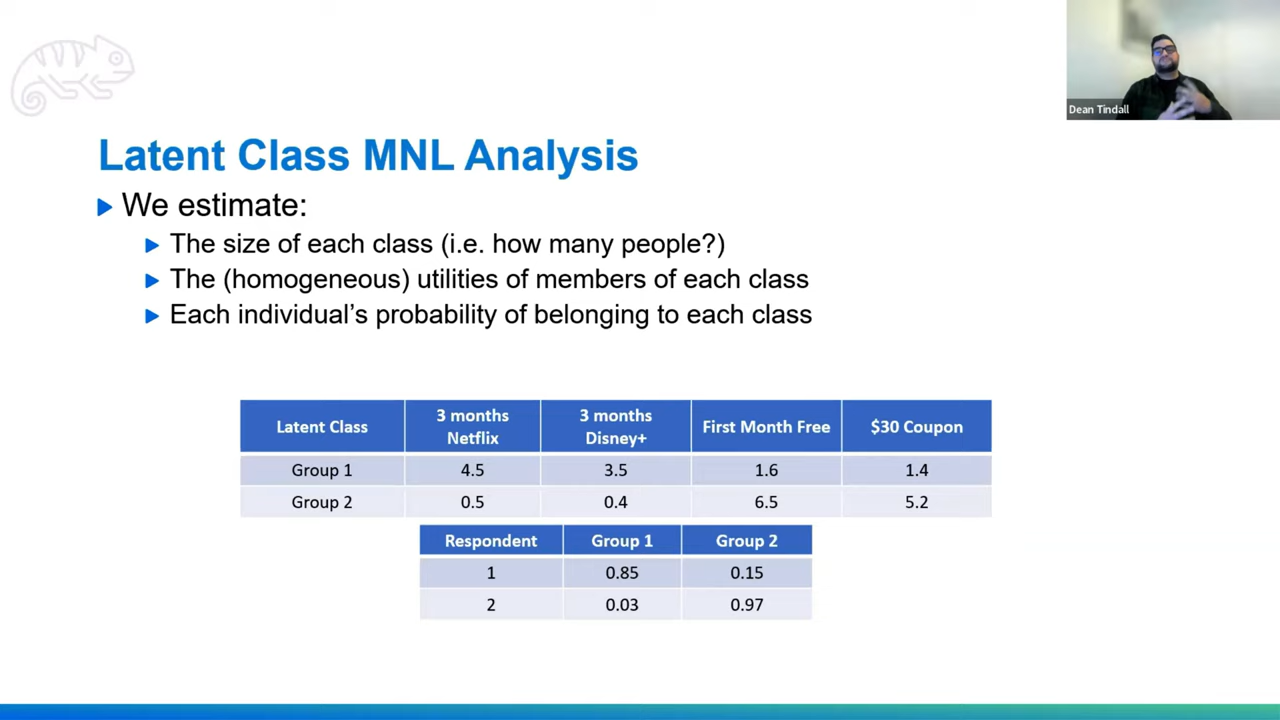 Dean Tindall
Latent Class MNL Analysis
We estimate:
The size of each class (i.e. how many people?)
The (homogeneous) utilities of members of each class
Each individual's probability of belonging to each class
Latent Class 3 months Netflix 3 months Disney+ First Month Free $30 Coupon
Group 1 4.5 3.5 1.6 1.4
Group 2 0.5 0.4 6.5 5.2
Respondent Group 1 Group 2
1 0.85 0.15
2 0.03 0.97